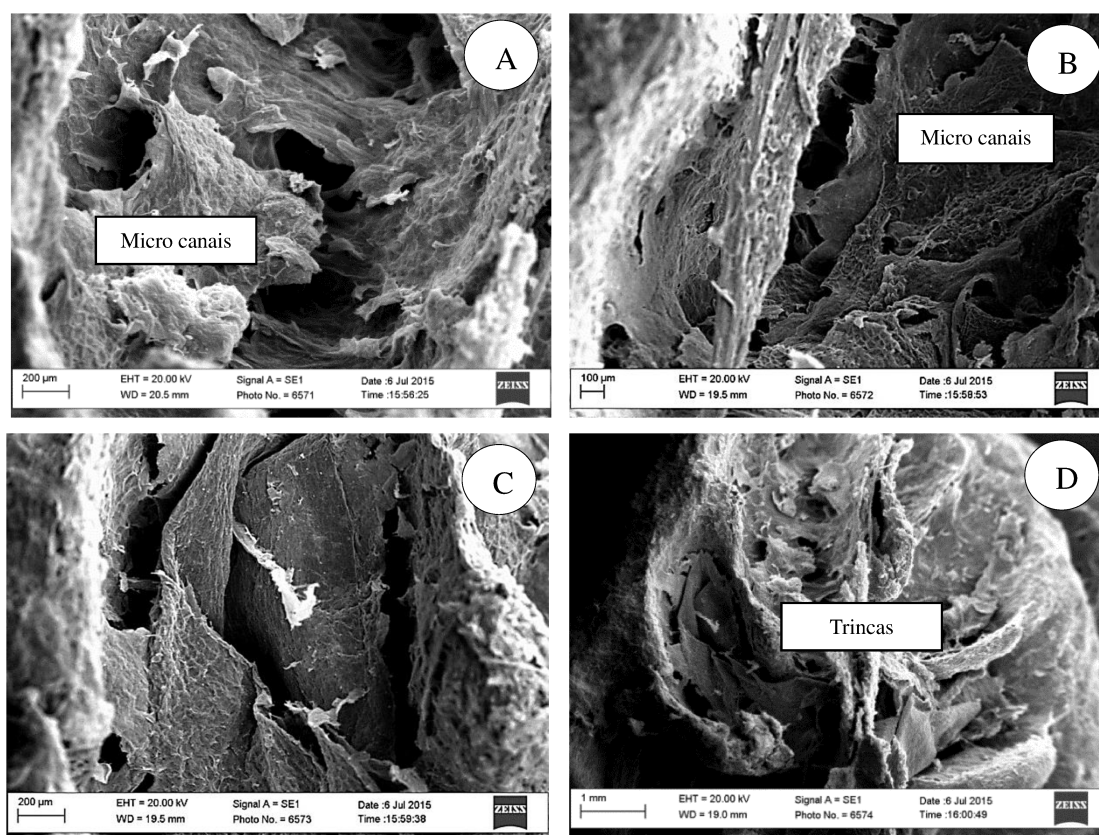 A
Micro canais
200 µm
EHT = 20.00 kV
WD = 20.5 mm
Signal A = SE1
Photo No. = 6571
Date :6 Jul 2015
Time :15:56:25
ZEISS
B
Micro canais
100 µm
EHT = 20.00 kV
WD = 19.5 mm
Signal A = SE1
Photo No. = 6572
Date :6 Jul 2015
Time :15:58:53
ZEISS
C
200 µm
EHT = 20.00 kV
WD = 19.5 mm
Signal A = SE1
Photo No. = 6573
Date :6 Jul 2015
Time :15:59:38
ZEISS
D
Trincas
1 mm
EHT = 20.00 kV
WD = 19.0 mm
Signal A = SE1
Photo No. = 6574
Date :6 Jul 2015
Time :16:00:49
ZEISS